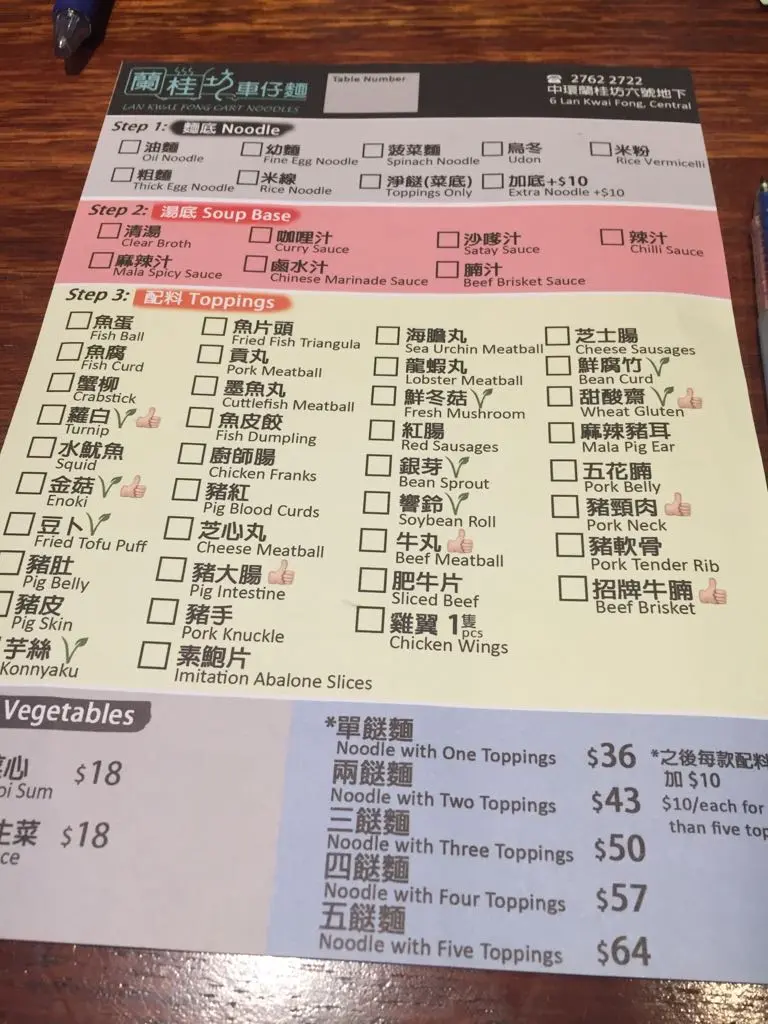 蘭桂坊車仔麵
LAN KWAI FONG CART NOODLES
Table Number
☎ 2762 2722
中環蘭桂坊六號地下
6 Lan Kwai Fong, Central
Step 1: 麵底 Noodle
油麵 幼麵 菠菜麵 烏冬 米粉
Oil Noodle Fine Egg Noodle Spinach Noodle Udon Rice Vermicelli
粗麵 米線 淨餸(菜底) 加底+$10
Thick Egg Noodle Rice Noodle Toppings Only Extra Noodle +$10
Step 2: 湯底 Soup Base
清湯 咖哩汁 沙嗲汁 辣汁
Clear Broth Curry Sauce Satay Sauce Chilli Sauce
麻辣汁 鹵水汁 腩汁
Mala Spicy Sauce Chinese Marinade Sauce Beef Brisket Sauce
Step 3: 配料 Toppings
魚蛋
Fish Ball
魚腐
Fish Curd
蟹柳
Crabstick
蘿白
Turnip
水魷魚
Squid
金菇
Enoki
豆卜
Fried Tofu Puff
豬肚
Pig Belly
豬皮
Pig Skin
芋絲
Konnyaku
魚片頭
Fried Fish Triangula
貢丸
Pork Meatball
墨魚丸
Cuttlefish Meatball
魚皮餃
Fish Dumpling
廚師腸
Chicken Franks
豬紅
Pig Blood Curds
芝心丸
Cheese Meatball
豬大腸
Pig Intestine
豬手
Pork Knuckle
素鮑片
Imitation Abalone Slices
海膽丸
Sea Urchin Meatball
龍蝦丸
Lobster Meatball
鮮冬菇
Fresh Mushroom
紅腸
Red Sausages
銀芽
Bean Sprout
響鈴
Soybean Roll
牛丸
Beef Meatball
肥牛片
Sliced Beef
雞翼 1隻 pcs
Chicken Wings
芝士腸
Cheese Sausages
鮮腐竹
Bean Curd
甜酸齋
Wheat Gluten
麻辣豬耳
Mala Pig Ear
五花腩
Pork Belly
豬頸肉
Pork Neck
豬軟骨
Pork Tender Rib
招牌牛腩
Beef Brisket
Vegetables
心 $18
oi Sum
生菜 $18
ce
*單餸麵
Noodle with One Toppings $36
兩餸麵
Noodle with Two Toppings $43
三餸麵
Noodle with Three Toppings $50
四餸麵
Noodle with Four Toppings $57
五餸麵
Noodle with Five Toppings $64
*之後每款配料
加 $10
$10/each for
than five top